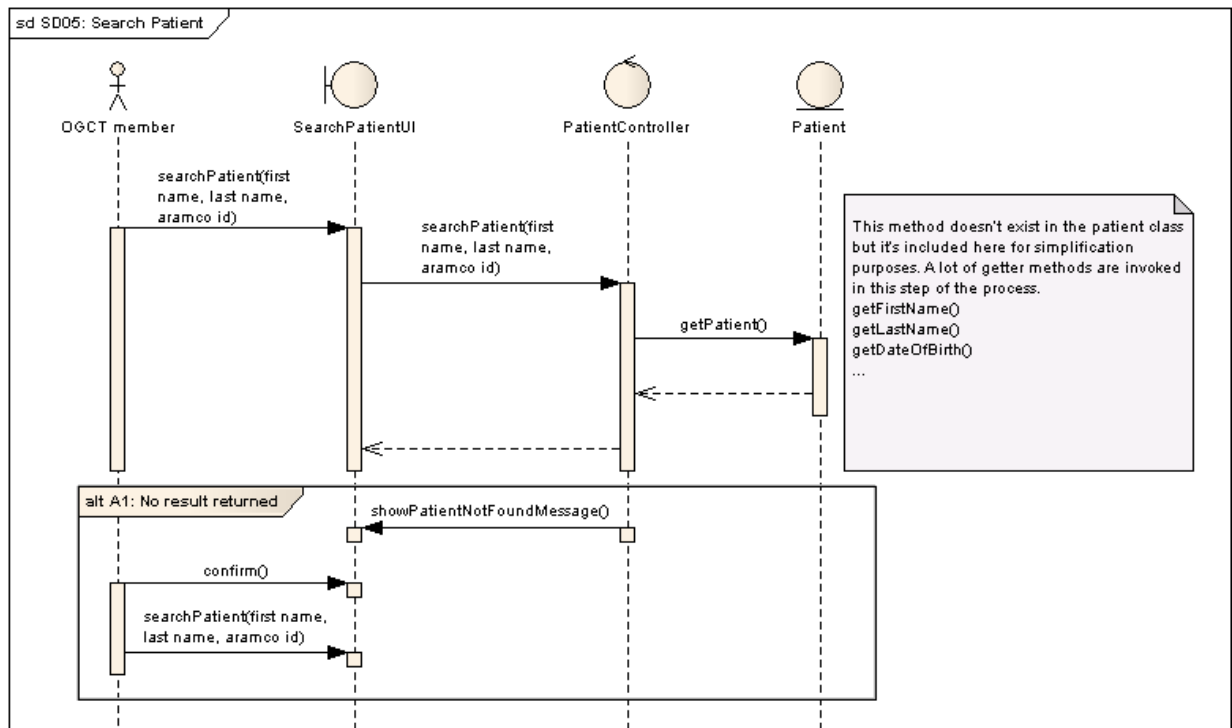 sd SD05: Search Patient
OGCT member
SearchPatientUI
PatientController
Patient
searchPatient(first
name, last name,
aramco id)
searchPatient(first
name, last name,
aramco id)
getPatient()
This method doesn't exist in the patient class
but it's included here for simplification
purposes. A lot of getter methods are invoked
in this step of the process.
getFirstName()
getLastName()
getDateOfBirth()
...
alt A1: No result returned
showPatientNotFoundMessage()
confirm()
searchPatient(first name,
last name, aramco id)